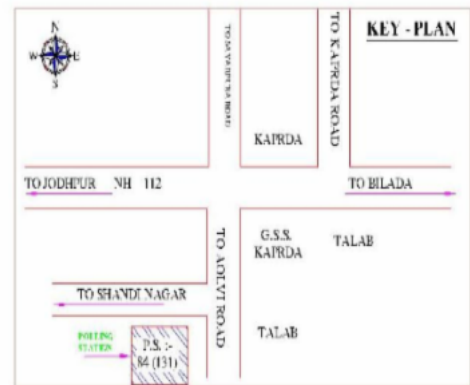 KEY - PLAN
N
W E
S
TO KAPRDA ROAD
KAPRDA
TO JODHPUR NH 112
TO BILADA
G.S.S.
KAPRDA
TALAB
TO AOLVI ROAD
TO SHANDI NAGAR
TALAB
POLLING
STATION
P.S. :-
84 (131)